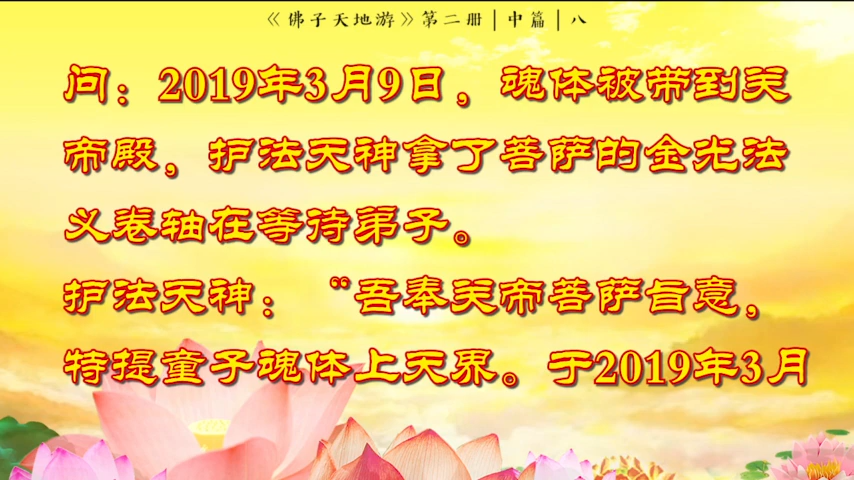 《佛子天地游》第二册|中篇|八
问：2019年3月9日，魂体被带到关
帝殿，护法天神拿了菩萨的金光法
义卷轴在等待弟子。
护法天神：“吾奉关帝菩萨旨意，
特提童子魂体上天界。于2019年3月